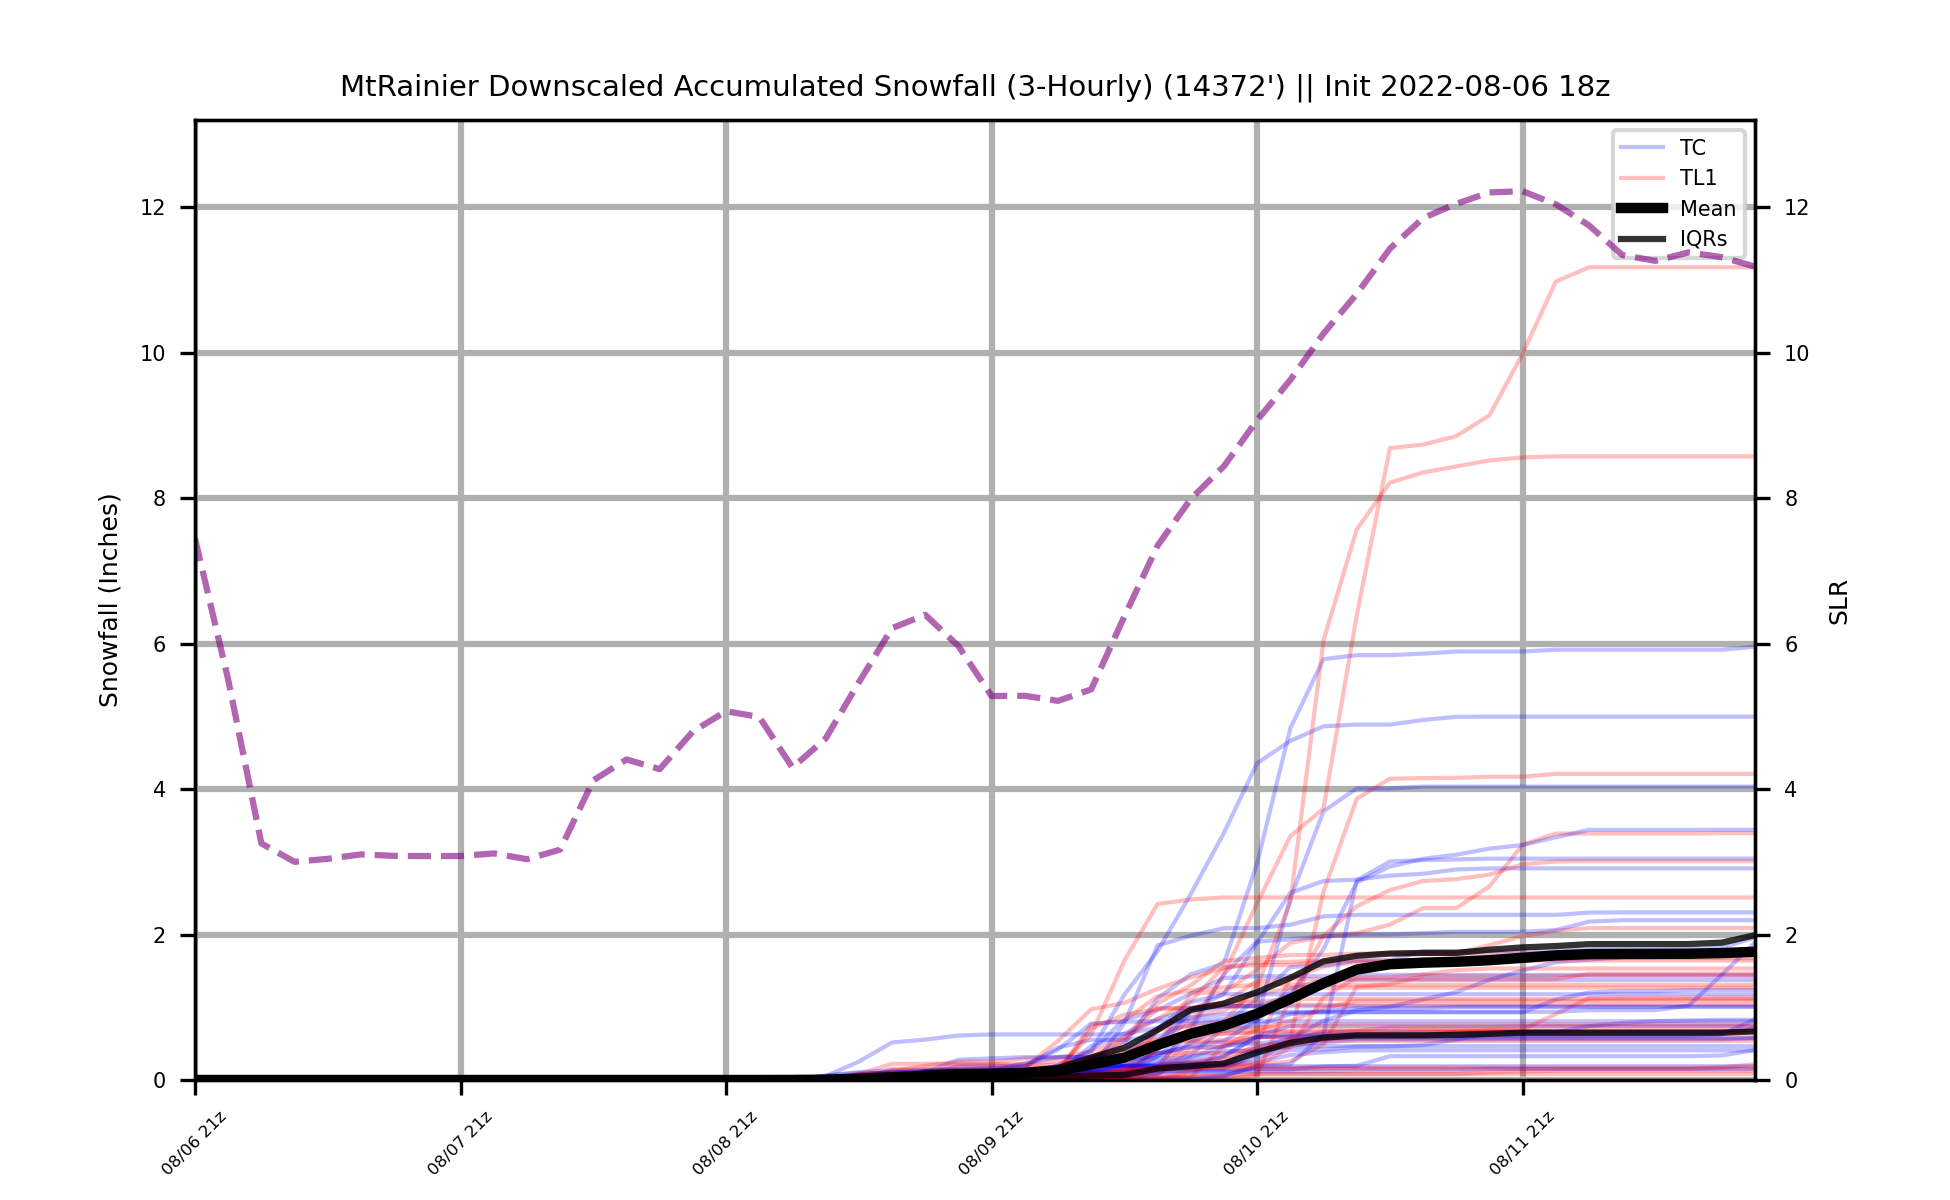 MtRainier Downscaled Accumulated Snowfall (3-Hourly) (14372') || Init 2022-08-06 18z
TC
TL1
Mean
IQRs
12
10
8
6
4
2
0
Snowfall (Inches)
12
10
8
6
4
2
0
SLR
08/06 21z
08/07 21z
08/08 21z
08/09 21z
08/10 21z
08/11 21z